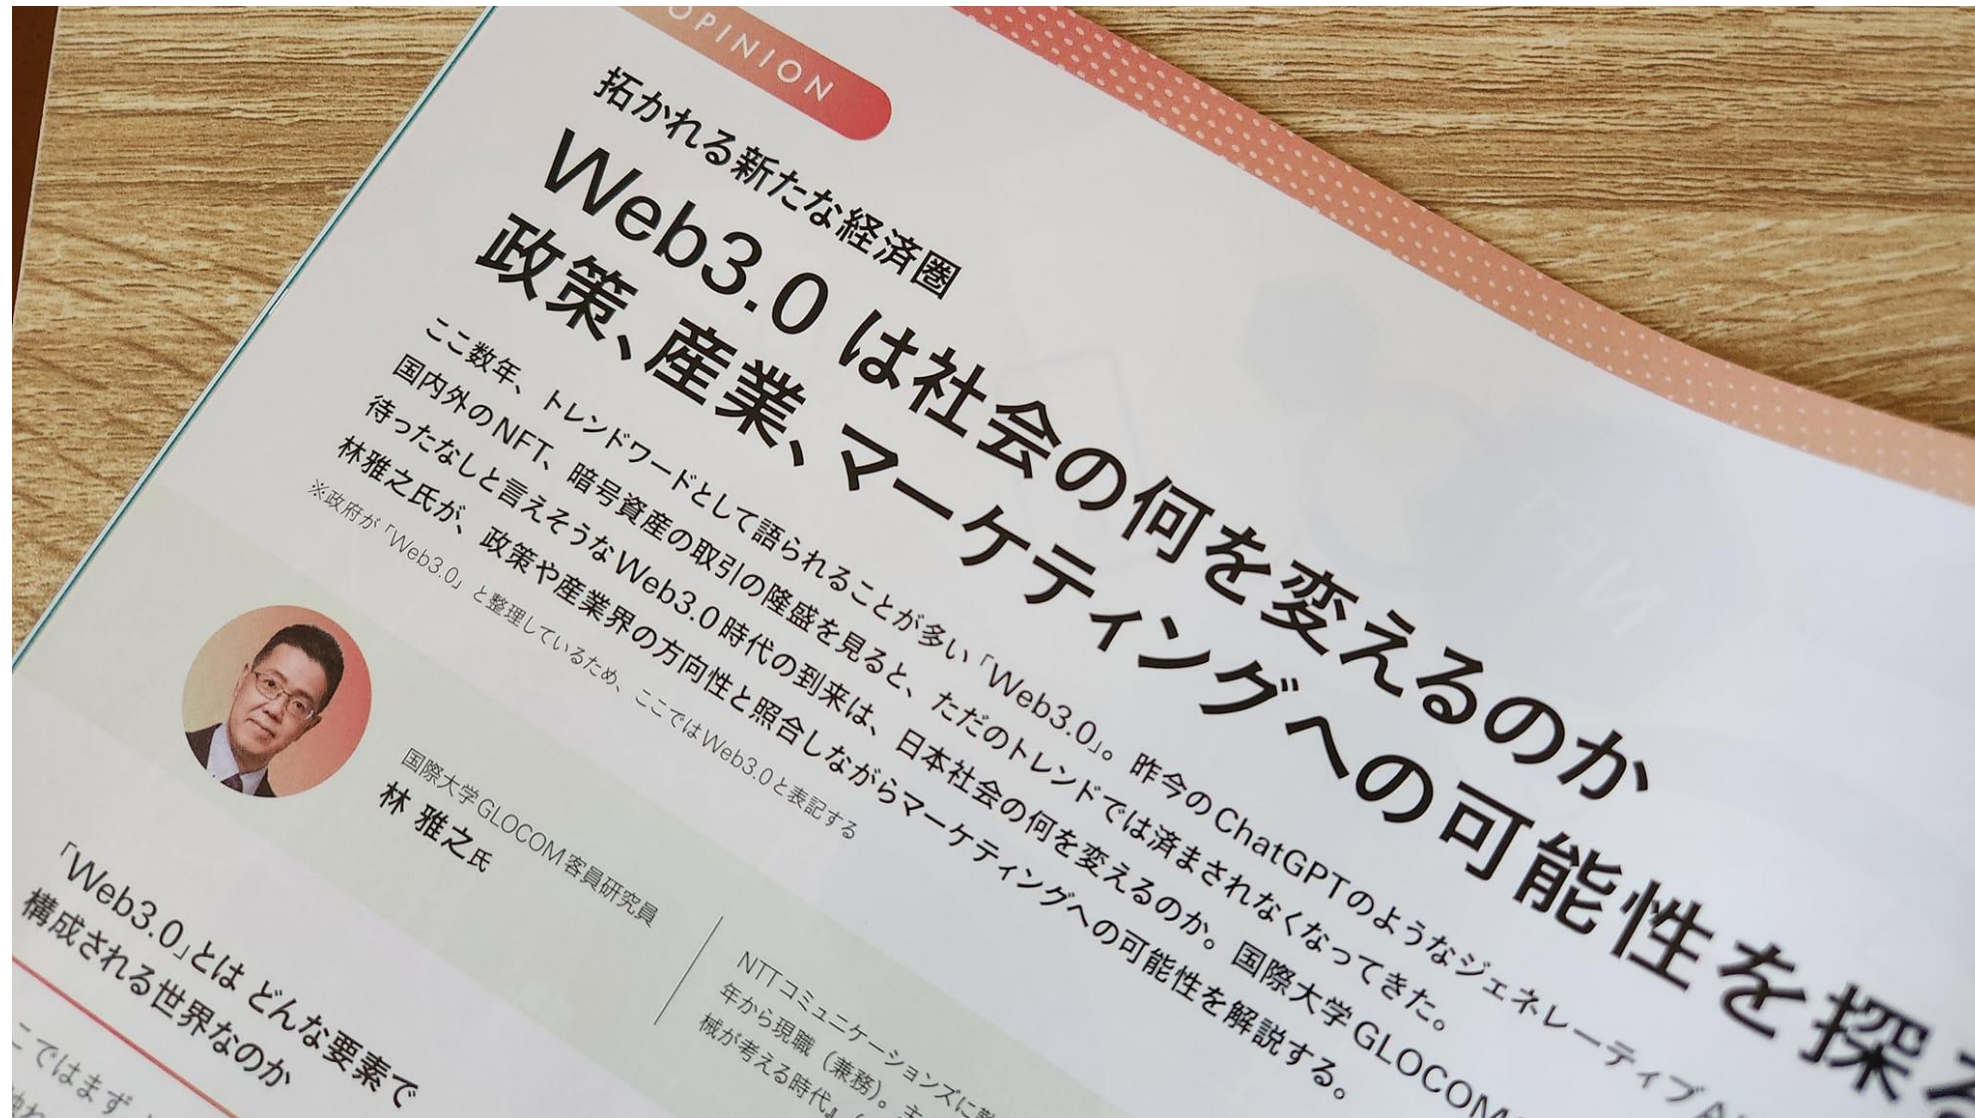 OPINION
拓かれる新たな経済圏
Web3.0 は社会の何を変えるのか
政策、産業、マーケティングへの可能性を探る
ここ数年、トレンドワードとして語られることが多い「Web3.0」。昨今のChatGPTのようなジェネレーティブ
国内外のNFT、暗号資産の取引の隆盛を見ると、ただのトレンドでは済まされなくなってきた。
待ったなしと言えそうなWeb3.0時代の到来は、日本社会の何を変えるのか。国際大学GLOCOM
林雅之氏が、政策や産業界の方向性と照合しながらマーケティングへの可能性を解説する。
※政府が「Web3.0」と整理しているため、ここではWeb3.0と表記する
国際大学GLOCOM客員研究員
林 雅之氏
NTTコミュニケーションズに
年から現職（兼務）。主
械が考える時代』
「Web3.0」とは どんな要素で
構成される世界なのか
ではまず